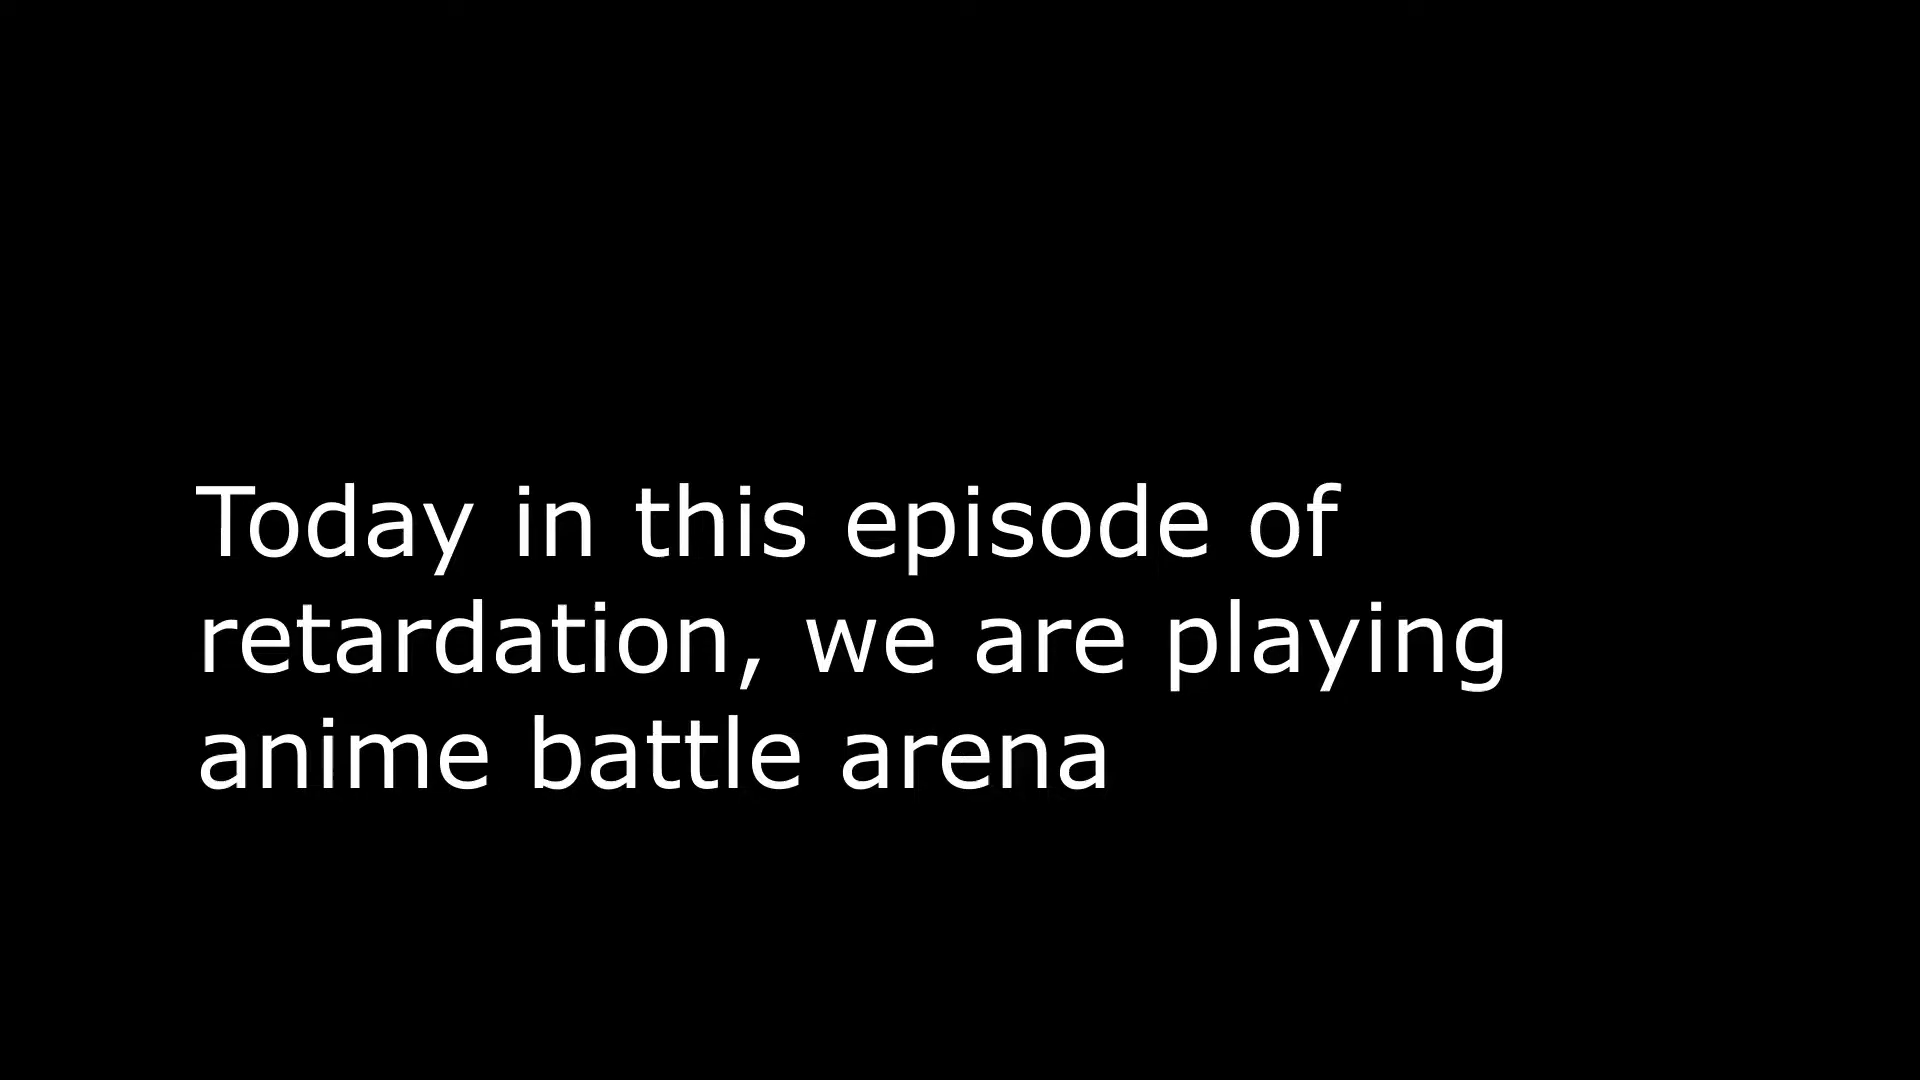 Today in this episode of
retardation, we are playing
anime battle arena